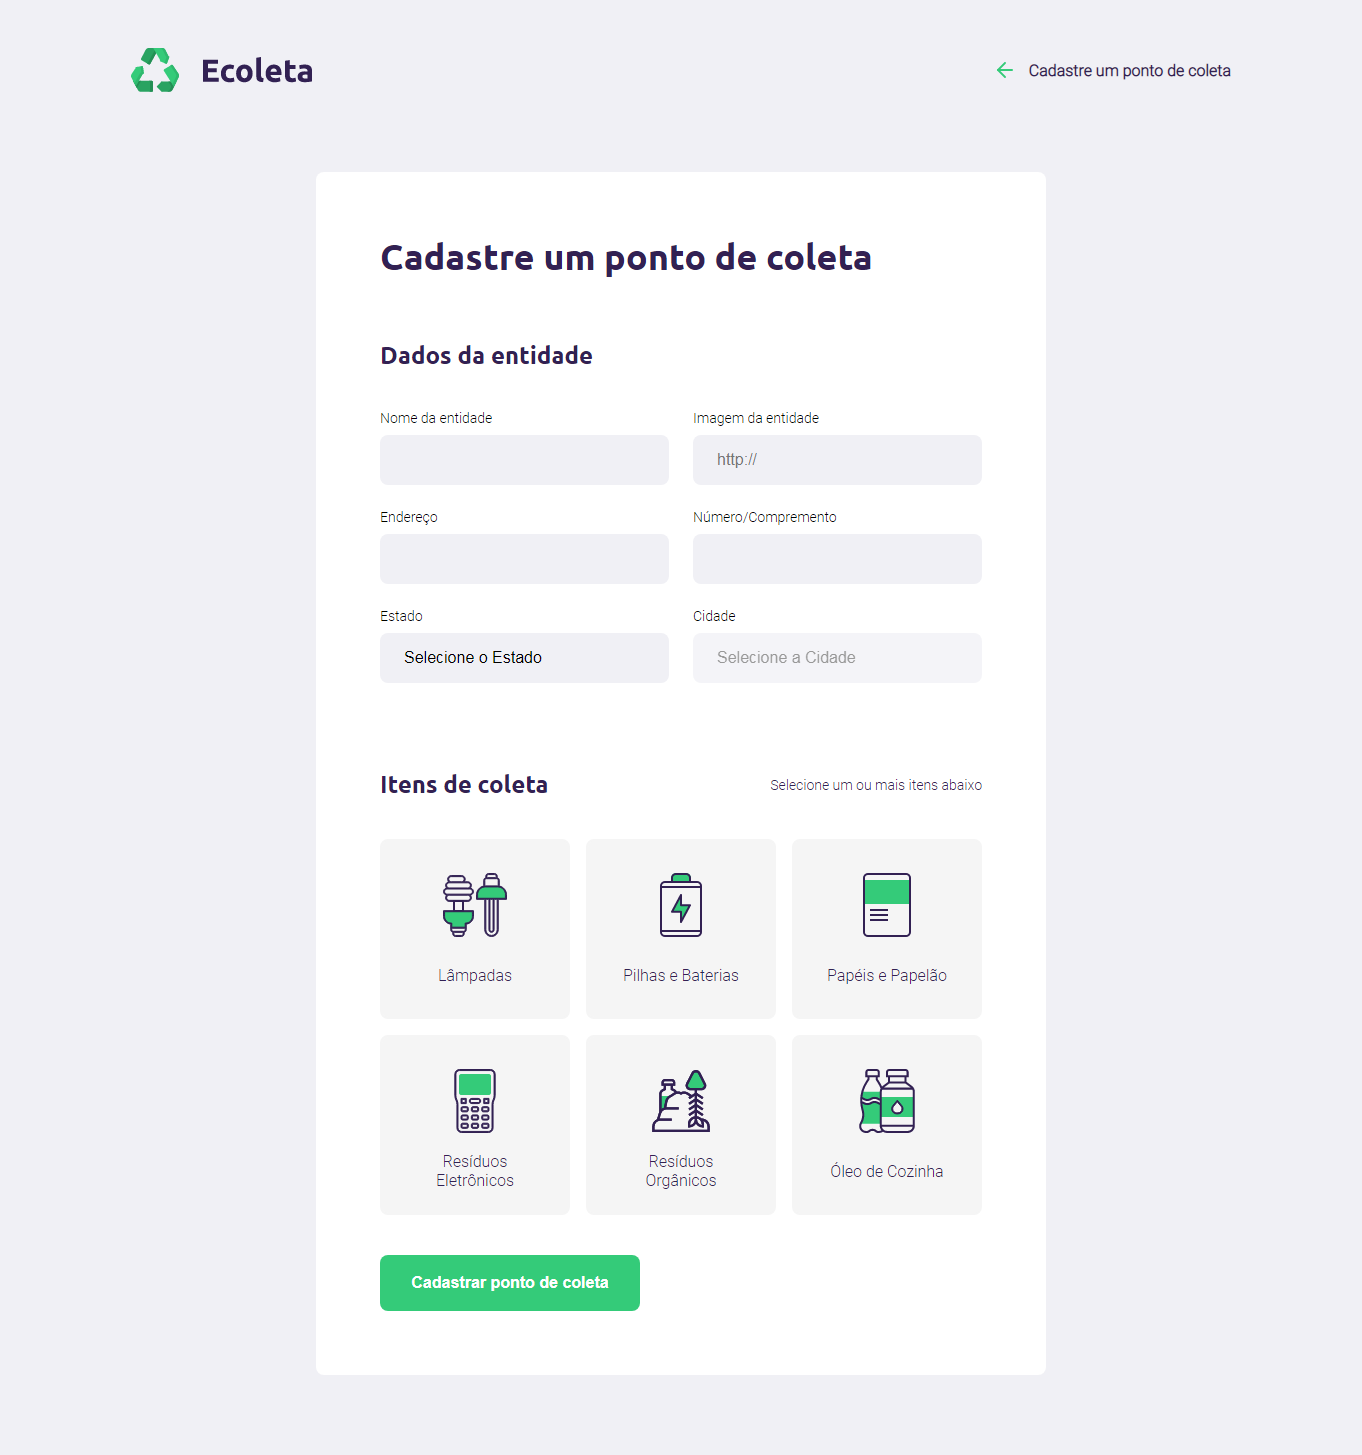 Ecoleta
Cadastre um ponto de coleta
Cadastre um ponto de coleta
Dados da entidade
Nome da entidade
Imagem da entidade
http://
Endereço
Número/Compremento
Estado
Cidade
Selecione o Estado
Selecione a Cidade
Itens de coleta
Selecione um ou mais itens abaixo
Lâmpadas
Pilhas e Baterias
Papéis e Papelão
Resíduos
Eletrônicos
Resíduos
Orgânicos
Óleo de Cozinha
Cadastrar ponto de coleta